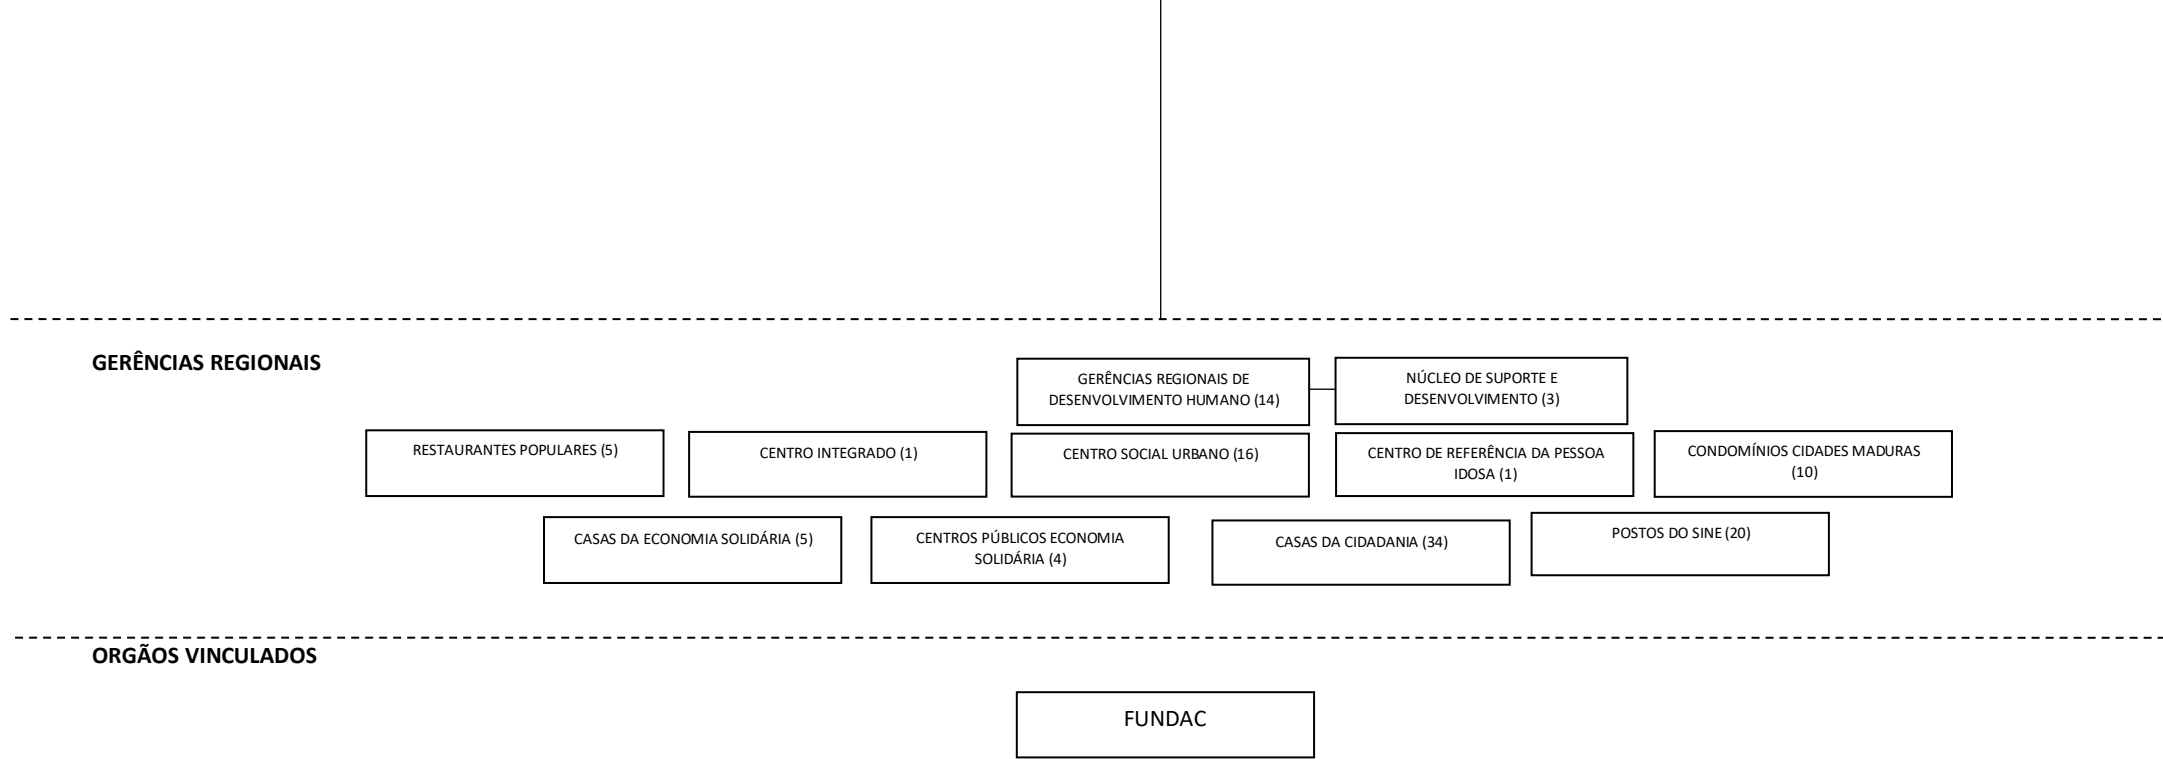 GERÊNCIAS REGIONAIS
GERÊNCIAS REGIONAIS DE
DESENVOLVIMENTO HUMANO (14)
NÚCLEO DE SUPORTE E
DESENVOLVIMENTO (3)
RESTAURANTES POPULARES (5)
CENTRO INTEGRADO (1)
CENTRO SOCIAL URBANO (16)
CENTRO DE REFERÊNCIA DA PESSOA
IDOSA (1)
CONDOMÍNIOS CIDADES MADURAS
(10)
CASAS DA ECONOMIA SOLIDÁRIA (5)
CENTROS PÚBLICOS ECONOMIA
SOLIDÁRIA (4)
CASAS DA CIDADANIA (34)
POSTOS DO SINE (20)
ORGÃOS VINCULADOS
FUNDAC